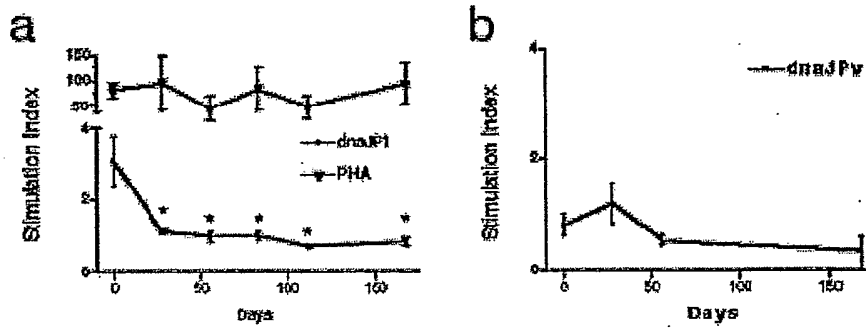 a
150
100
50
4
2
0
Stimulation Index
dnaJP1
PHA
* * * * *
0 50 100 150
Days
b
4
2
0
Stimulation Index
dnaJPv
0 50 100 150
Days